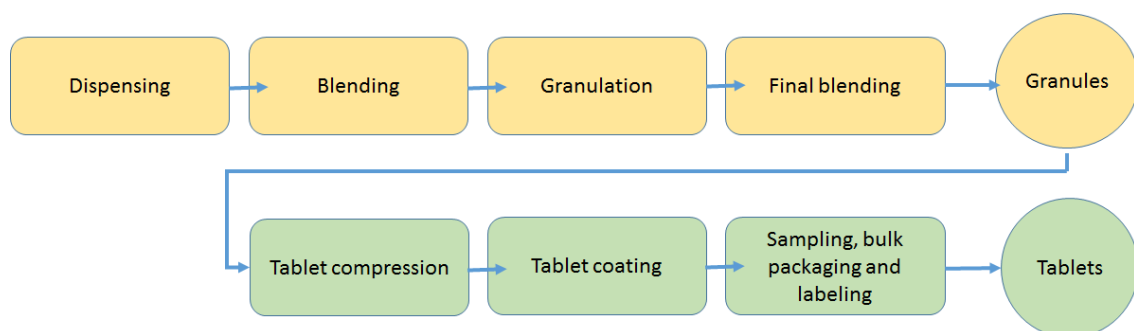 Dispensing
Blending
Granulation
Final blending
Granules
Tablet compression
Tablet coating
Sampling, bulk
packaging and
labeling
Tablets